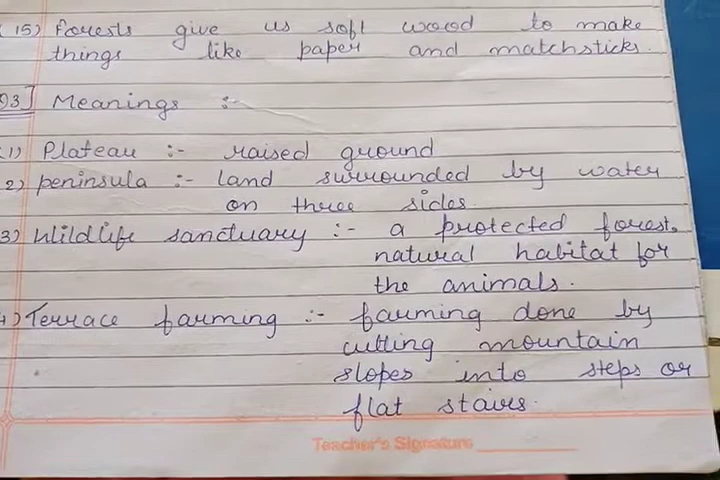 (15) Forests give us soft wood to make
things like paper and matchsticks.
Q3] Meanings :-
(1) Plateau :- raised ground
2) peninsula :- land surrounded by water
on three sides.
3) Wildlife sanctuary :- a protected forest.
natural habitat for
the animals.
4) Terrace farming :- farming done by
cutting mountain
slopes into steps or
flat stairs.
Teacher's Signature